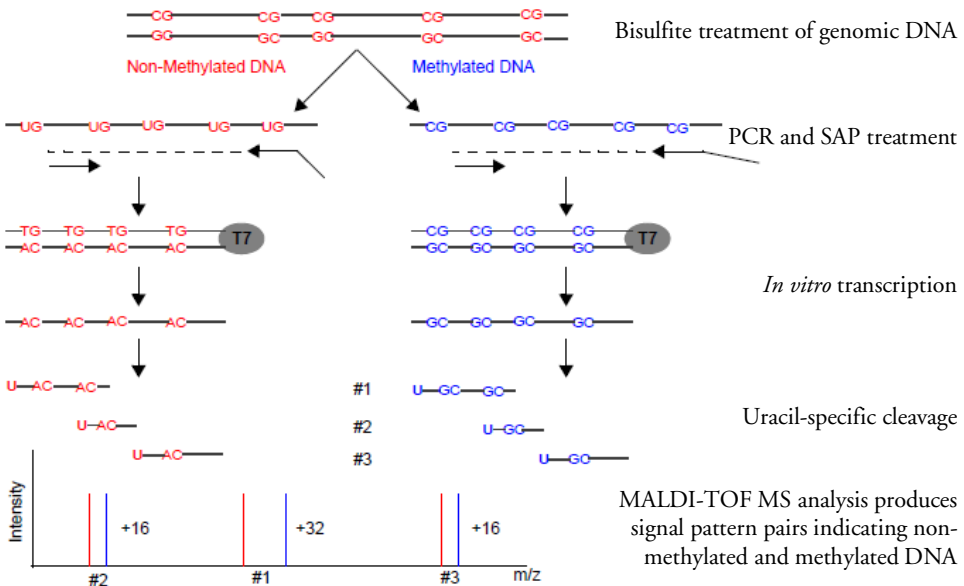 CG CG CG CG CG
GC GC GC GC GC
Bisulfite treatment of genomic DNA
Non-Methylated DNA
Methylated DNA
UG UG UG UG UG
CG CG CG CG CG
PCR and SAP treatment
TG TG TG TG
AC AC AC AC
T7
CG CG CG CG
GC GC GC GC
T7
In vitro transcription
AC AC AC AC
GC GC GC GC
U AC AC
#1
U GC GC
U AC
#2
U GC
Uracil-specific cleavage
U AC
#3
U GC
Intensity
+16
+32
+16
MALDI-TOF MS analysis produces
signal pattern pairs indicating non-
methylated and methylated DNA
#2
#1
#3
m/z